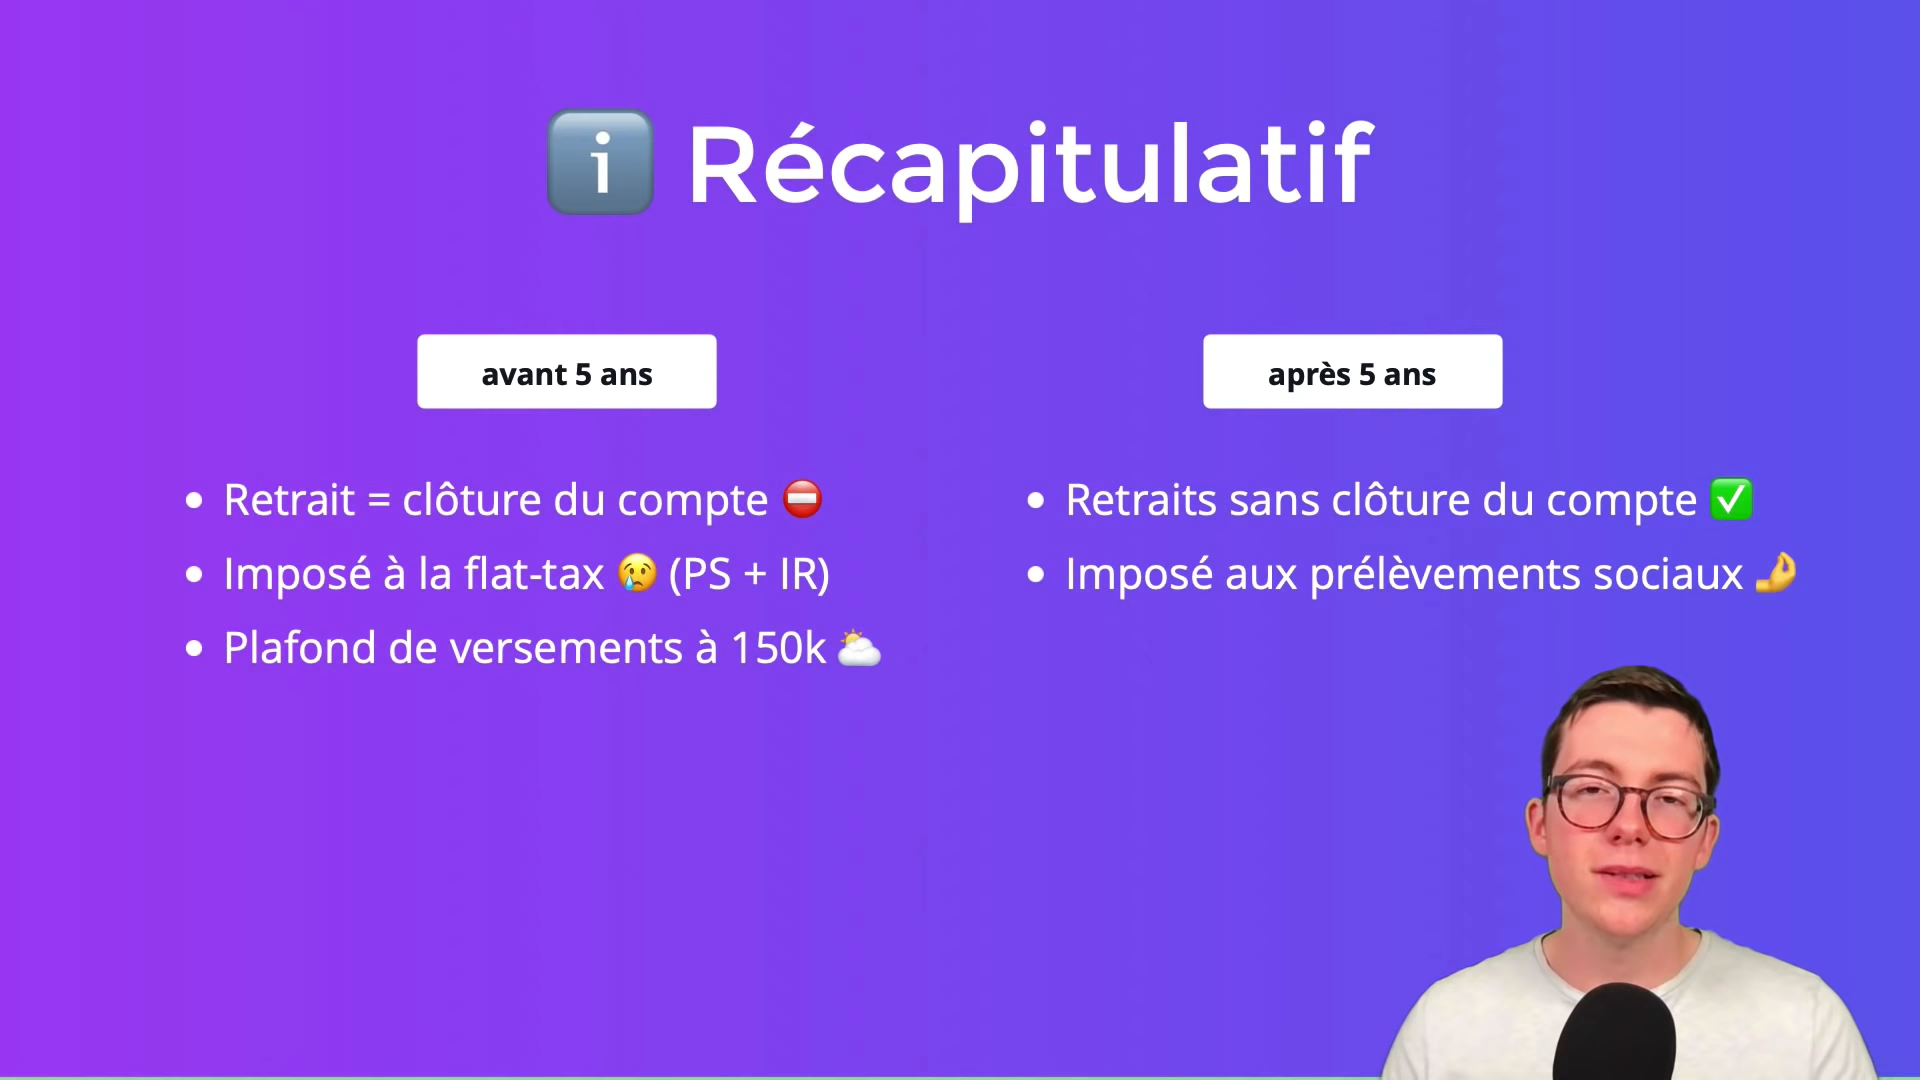 ℹ️ Récapitulatif
avant 5 ans
Retrait = clôture du compte ⛔
Imposé à la flat-tax 😢 (PS + IR)
Plafond de versements à 150k 🌥️
après 5 ans
Retraits sans clôture du compte ✅
Imposé aux prélèvements sociaux 🤌